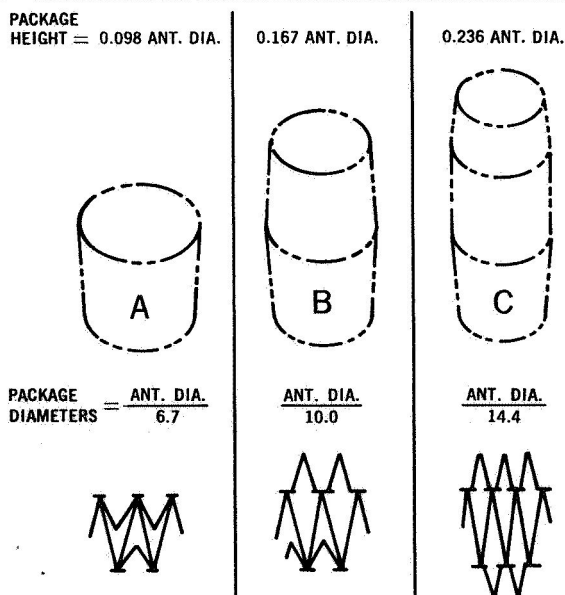 PACKAGE
HEIGHT = 0.098 ANT. DIA.
0.167 ANT. DIA.
0.236 ANT. DIA.
A
B
C
PACKAGE
DIAMETERS = ANT. DIA.
6.7
ANT. DIA.
10.0
ANT. DIA.
14.4